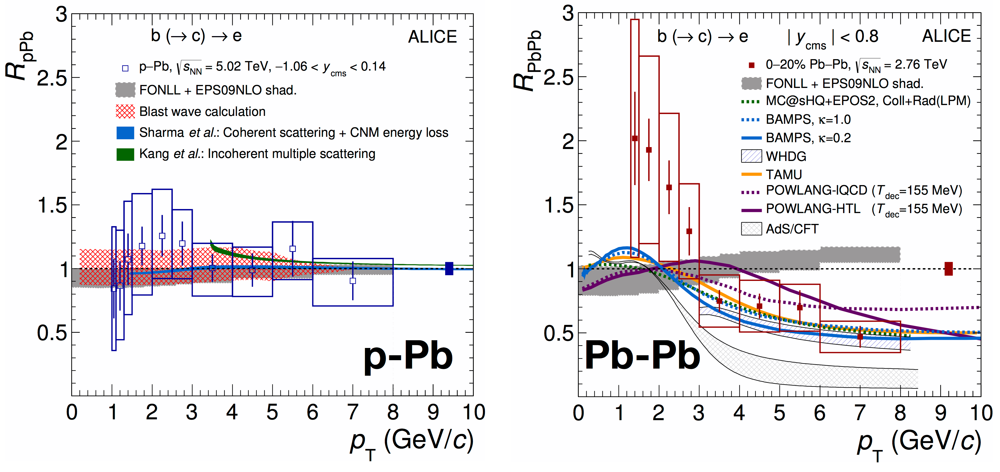 3
2.5
2
1.5
1
0.5
R_pPb
b (→ c) → e
ALICE
p–Pb, √s_NN = 5.02 TeV, –1.06 < y_cms < 0.14
FONLL + EPS09NLO shad.
Blast wave calculation
Sharma et al.: Coherent scattering + CNM energy loss
Kang et al.: Incoherent multiple scattering
p-Pb
0 1 2 3 4 5 6 7 8 9 10
p_T (GeV/c)
3
2.5
2
1.5
1
0.5
R_PbPb
b (→ c) → e | y_cms | < 0.8 ALICE
0–20% Pb–Pb, √s_NN = 2.76 TeV
FONLL + EPS09NLO shad.
MC@sHQ+EPOS2, Coll+Rad(LPM)
BAMPS, κ=1.0
BAMPS, κ=0.2
WHDG
TAMU
POWLANG-lQCD (T_dec=155 MeV)
POWLANG-HTL (T_dec=155 MeV)
AdS/CFT
Pb-Pb
0 1 2 3 4 5 6 7 8 9 10
p_T (GeV/c)